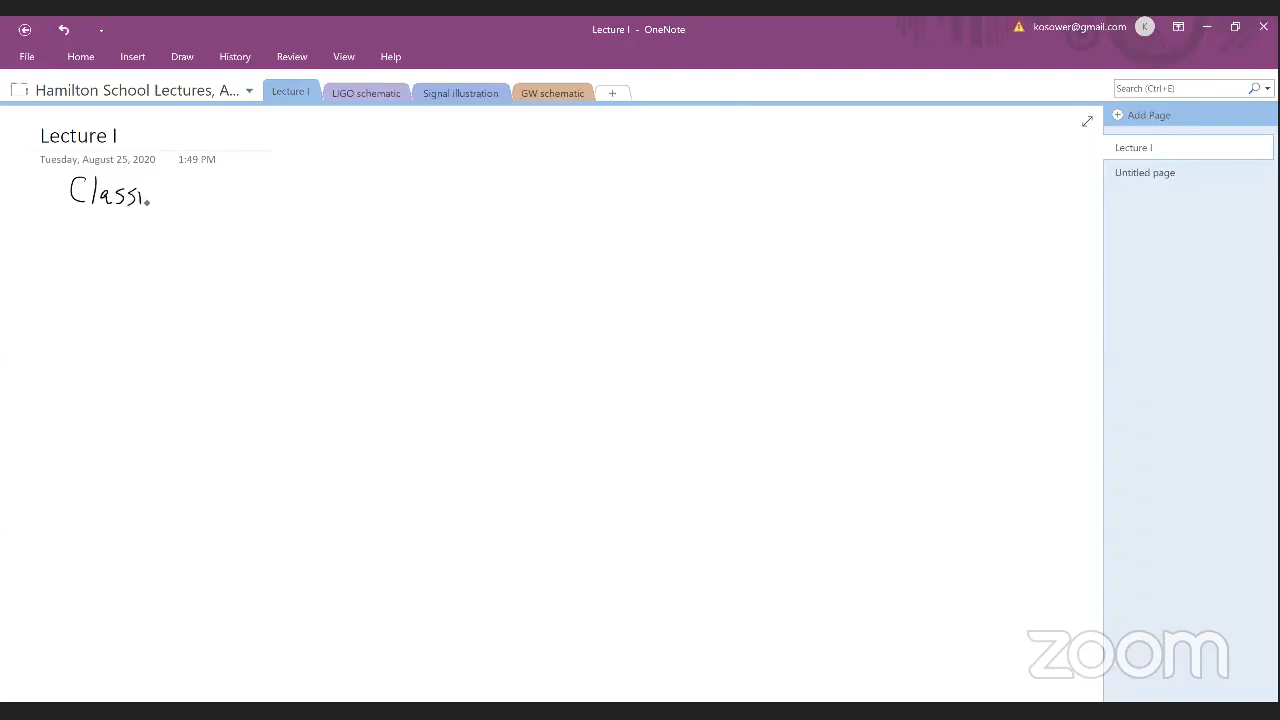 Lecture I - OneNote
kosower@gmail.com K
File Home Insert Draw History Review View Help
Hamilton School Lectures, A... Lecture I LIGO schematic Signal illustration GW schematic +
Search (Ctrl+E)
Add Page
Lecture I
Untitled page
Lecture I
Tuesday, August 25, 2020 1:49 PM
Classi
zoom